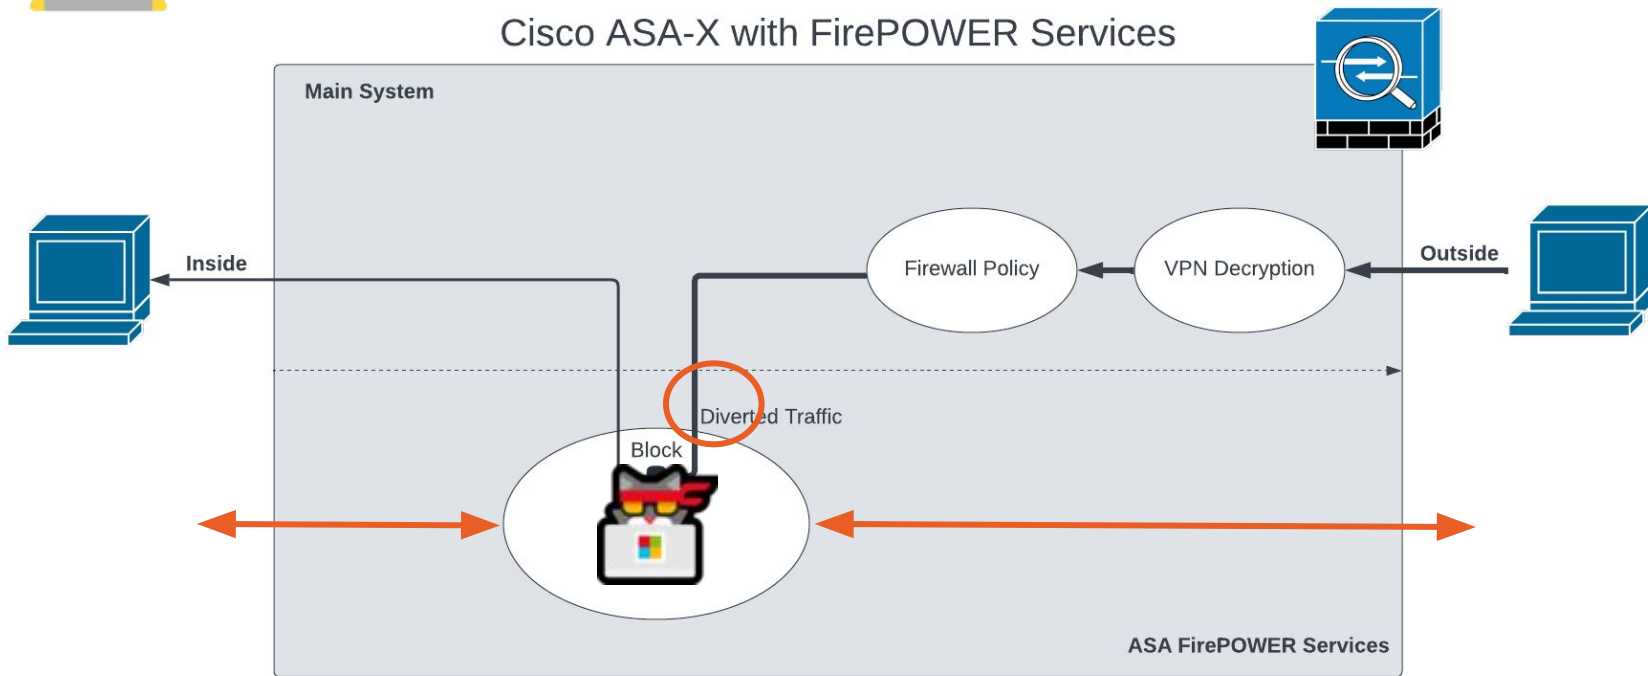 Cisco ASA-X with FirePOWER Services
Main System
Inside
Firewall Policy
VPN Decryption
Outside
Diverted Traffic
Block
ASA FirePOWER Services